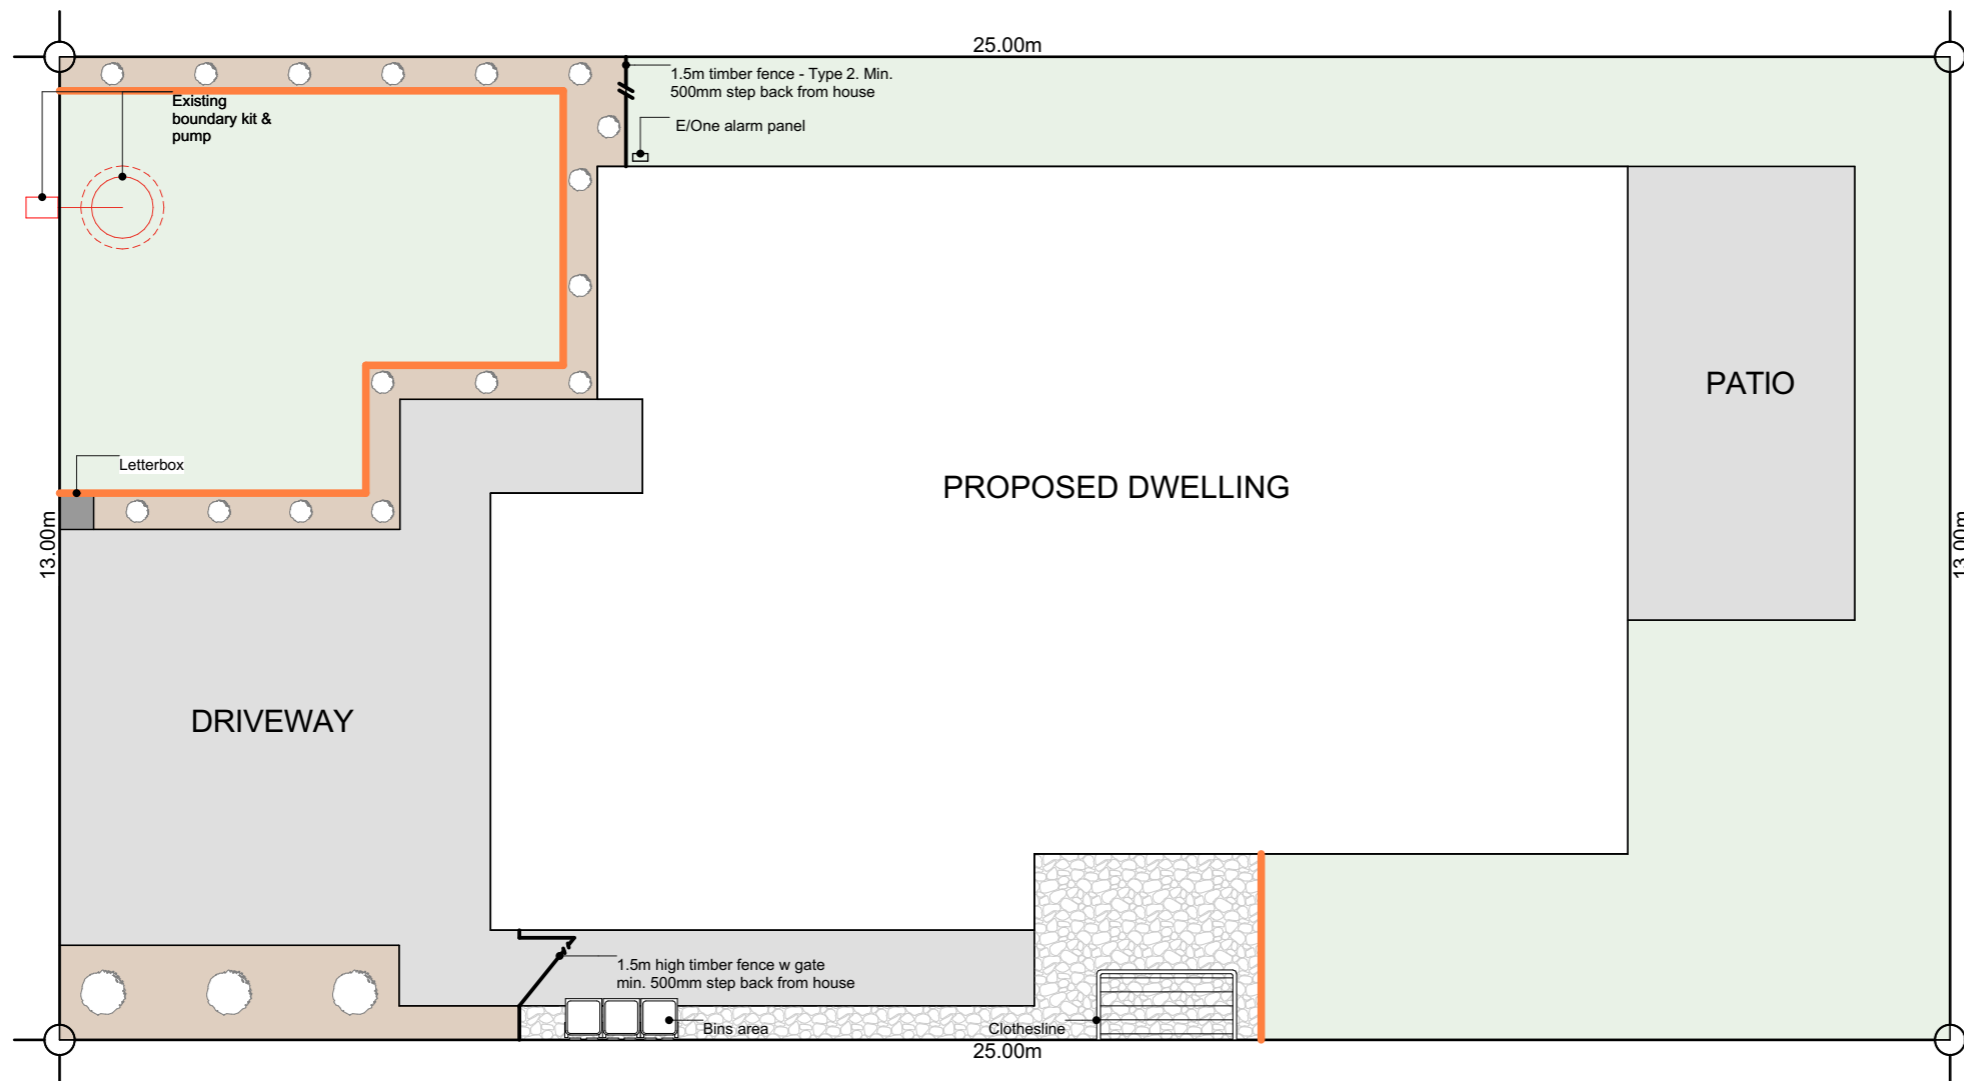 25.00m
1.5m timber fence - Type 2. Min.
500mm step back from house
Existing
boundary kit &
pump
E/One alarm panel
PATIO
Letterbox
PROPOSED DWELLING
13.00m
13.00m
DRIVEWAY
1.5m high timber fence w gate
min. 500mm step back from house
Bins area
Clothesline
25.00m